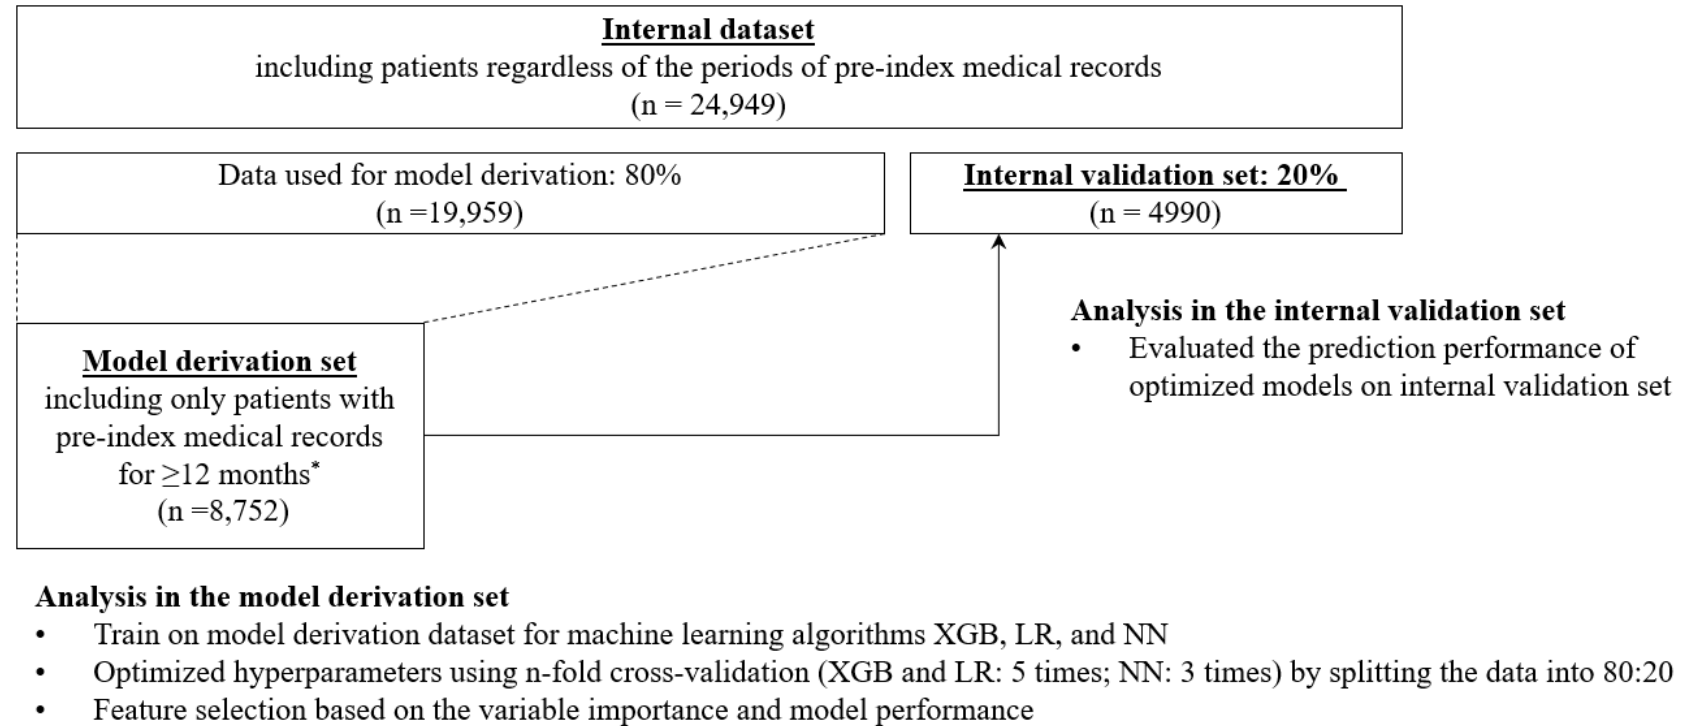 Internal dataset
including patients regardless of the periods of pre-index medical records
(n = 24,949)
Data used for model derivation: 80%
(n =19,959)
Internal validation set: 20%
(n = 4990)
Model derivation set
including only patients with
pre-index medical records
for ≥12 months*
(n =8,752)
Analysis in the internal validation set
• Evaluated the prediction performance of
optimized models on internal validation set
Analysis in the model derivation set
• Train on model derivation dataset for machine learning algorithms XGB, LR, and NN
• Optimized hyperparameters using n-fold cross-validation (XGB and LR: 5 times; NN: 3 times) by splitting the data into 80:20
• Feature selection based on the variable importance and model performance